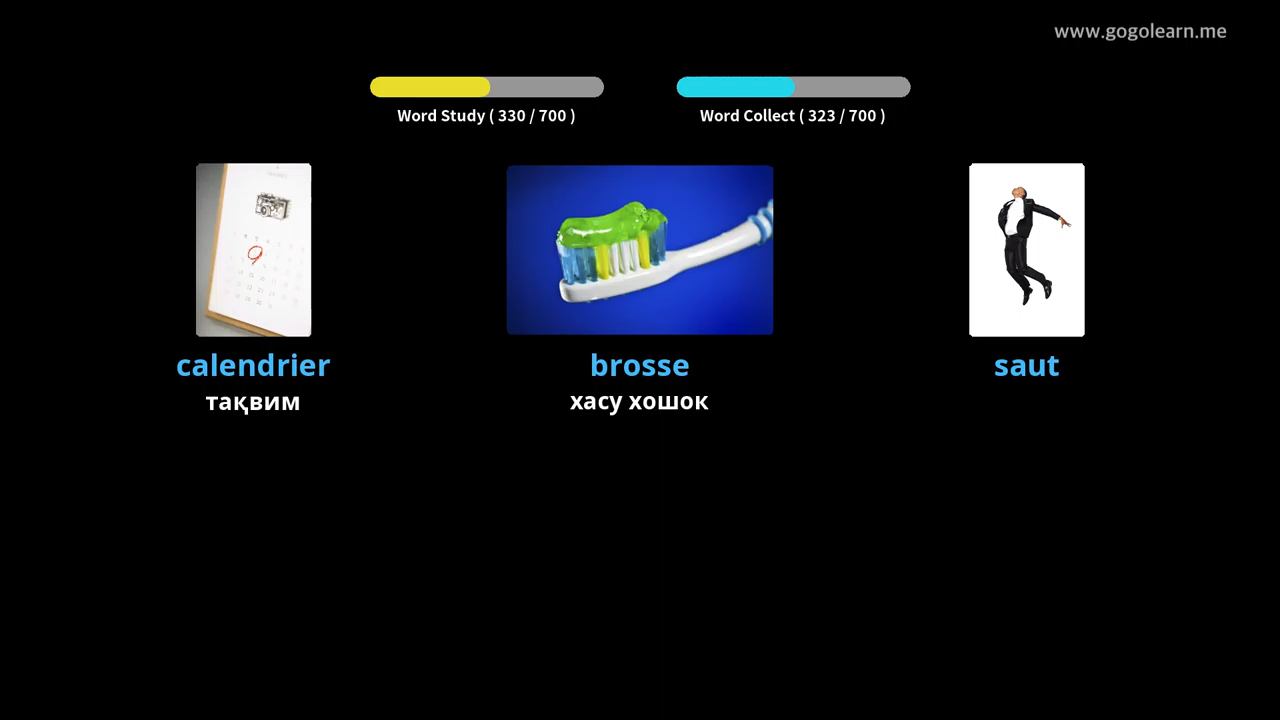 www.gogolearn.me
Word Study ( 330 / 700 )
Word Collect ( 323 / 700 )
calendrier
brosse
saut
тақвим
хасу хошок